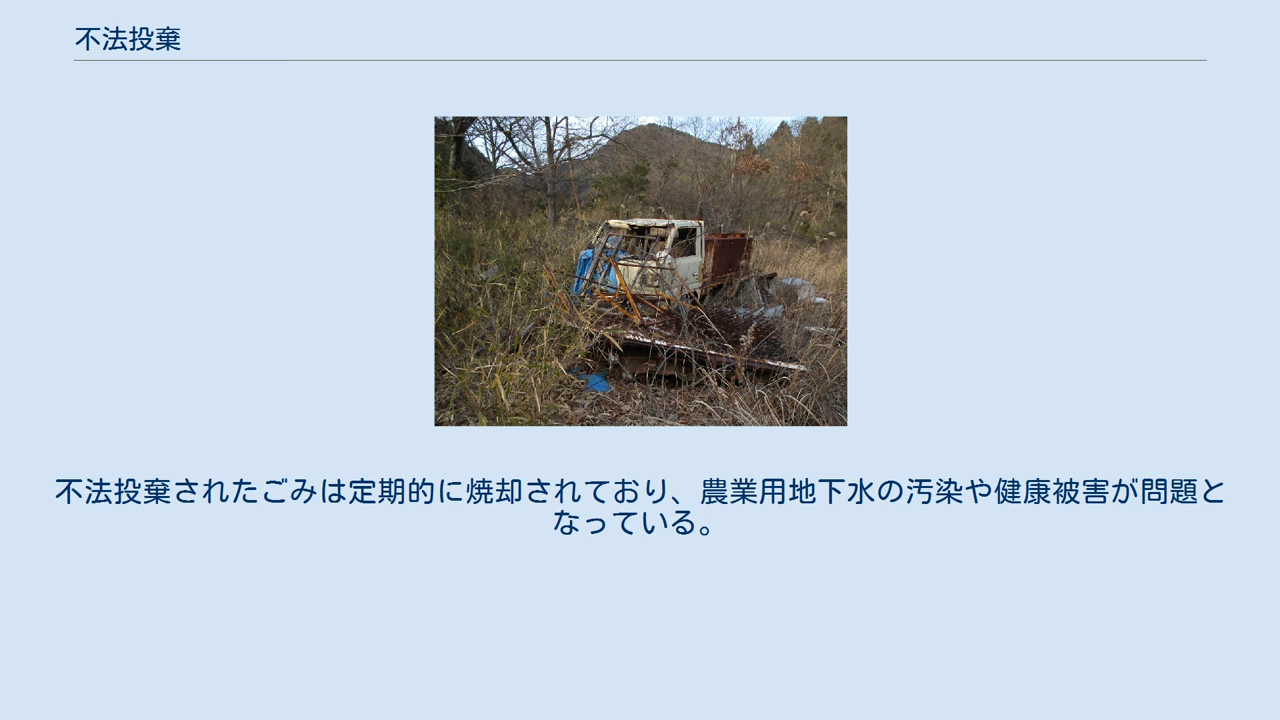 不法投棄
不法投棄されたごみは定期的に焼却されており、農業用地下水の汚染や健康被害が問題と
なっている。